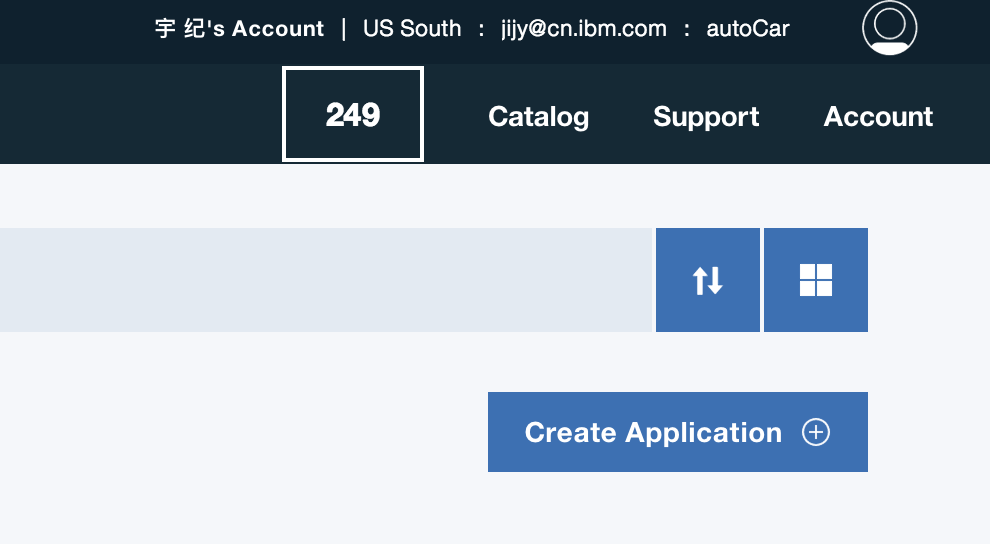 宇 纪's Account | US South : jijy@cn.ibm.com : autoCar
249 Catalog Support Account
Create Application